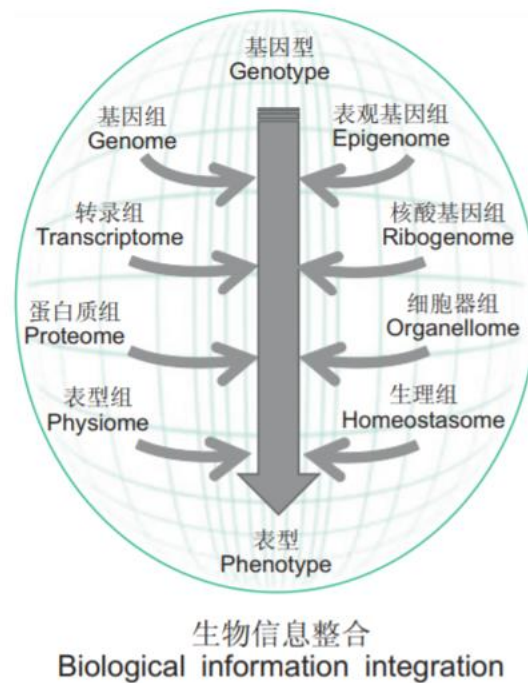 基因型
Genotype
基因组
Genome
表观基因组
Epigenome
转录组
Transcriptome
核酸基因组
Ribogenome
蛋白质组
Proteome
细胞器组
Organellome
表型组
Physiome
生理组
Homeostasome
表型
Phenotype
生物信息整合
Biological information integration